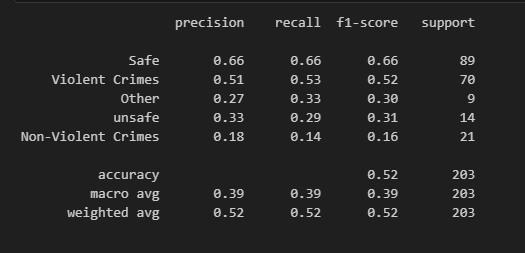 precision recall f1-score support
Safe 0.66 0.66 0.66 89
Violent Crimes 0.51 0.53 0.52 70
Other 0.27 0.33 0.30 9
unsafe 0.33 0.29 0.31 14
Non-Violent Crimes 0.18 0.14 0.16 21
accuracy 0.52 203
macro avg 0.39 0.39 0.39 203
weighted avg 0.52 0.52 0.52 203